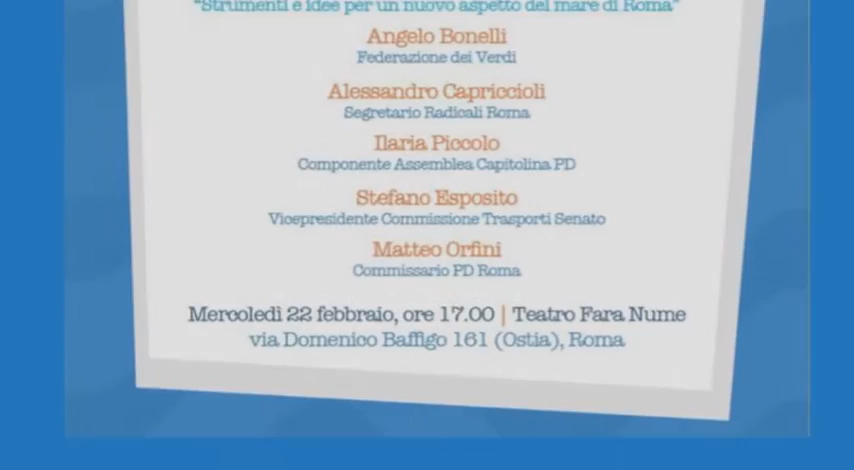 "Strumenti e idee per un nuovo aspetto del mare di Roma"
Angelo Bonelli
Federazione dei Verdi
Alessandro Capriccioli
Segretario Radicali Roma
Ilaria Piccolo
Componente Assemblea Capitolina PD
Stefano Esposito
Vicepresidente Commissione Trasporti Senato
Matteo Orfini
Commissario PD Roma
Mercoledì 22 febbraio, ore 17.00 | Teatro Fara Nume
via Domenico Baffigo 161 (Ostia), Roma